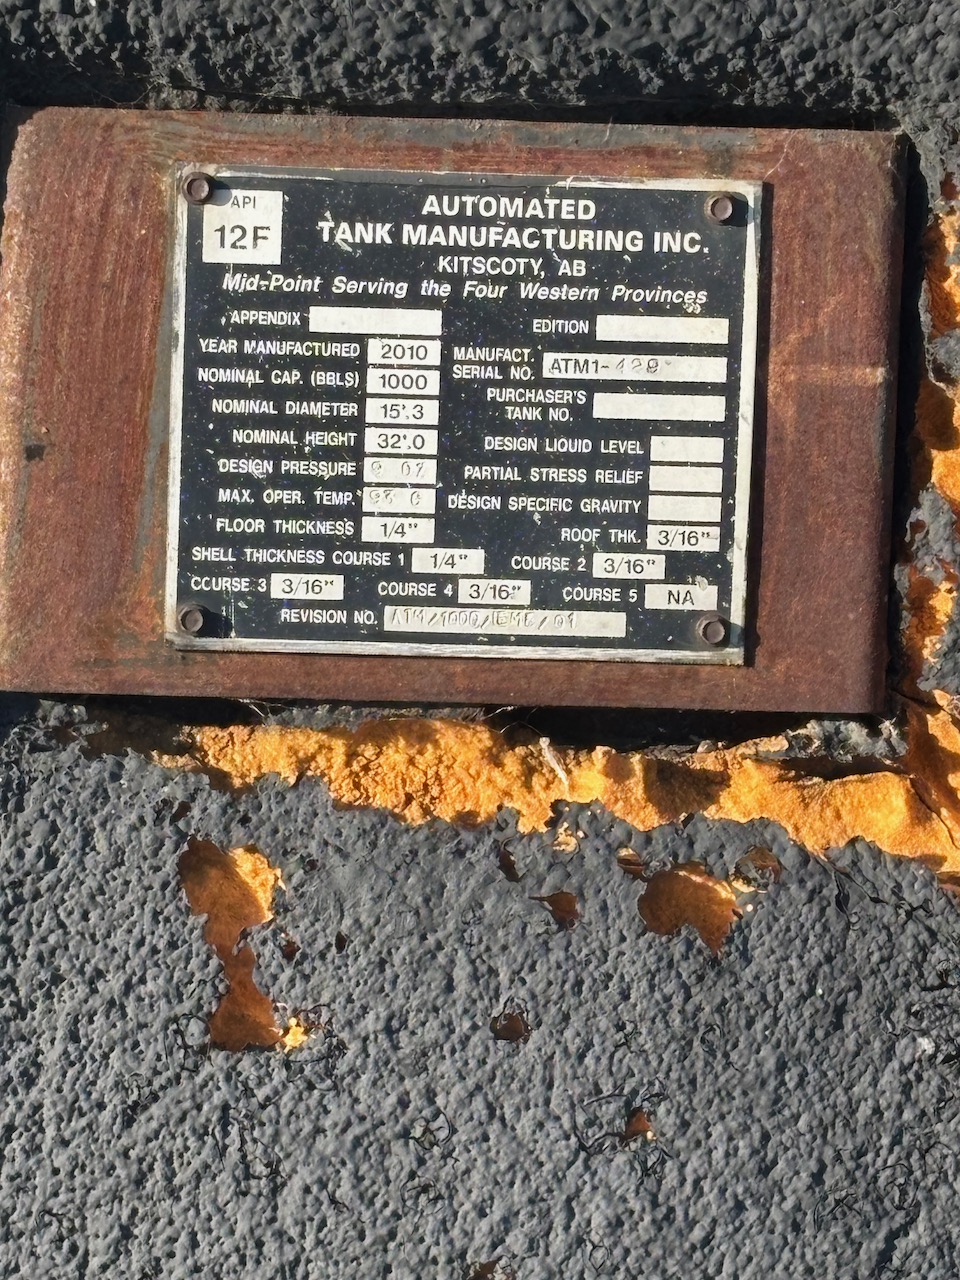 API
12F
AUTOMATED
TANK MANUFACTURING INC.
KITSCOTY, AB
Mid-Point Serving the Four Western Provinces
APPENDIX
EDITION
YEAR MANUFACTURED 2010
MANUFACT. SERIAL NO. ATM1-429
NOMINAL CAP. (BBLS) 1000
PURCHASER'S TANK NO.
NOMINAL DIAMETER 15'.3
NOMINAL HEIGHT 32'.0
DESIGN LIQUID LEVEL
DESIGN PRESSURE
PARTIAL STRESS RELIEF
MAX. OPER. TEMP.
DESIGN SPECIFIC GRAVITY
FLOOR THICKNESS 1/4"
ROOF THK. 3/16"
SHELL THICKNESS COURSE 1 1/4" COURSE 2 3/16"
COURSE 3 3/16" COURSE 4 3/16" COURSE 5 NA
REVISION NO.